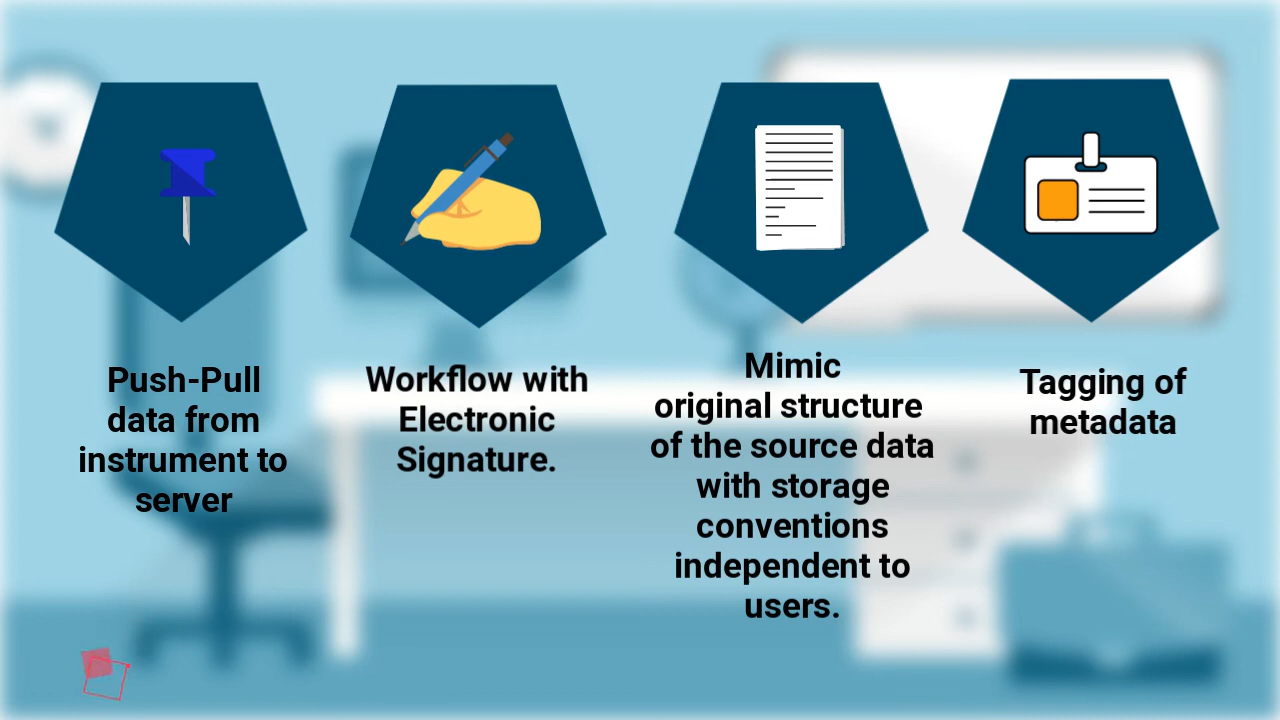 Push-Pull
data from
instrument to
server
Workflow with
Electronic
Signature.
Mimic
original structure
of the source data
with storage
conventions
independent to
users.
Tagging of
metadata